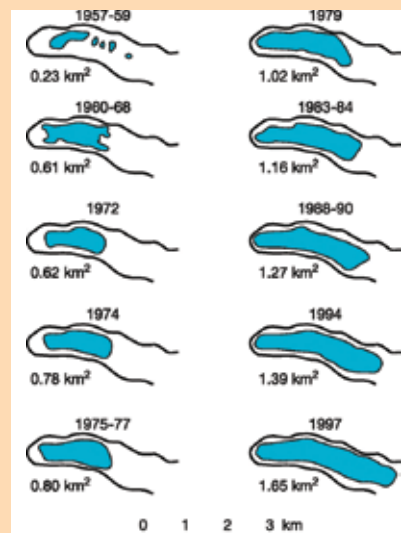 1957-59
0.23 km²
1960-68
0.61 km²
1972
0.62 km²
1974
0.78 km²
1975-77
0.80 km²
1979
1.02 km²
1983-84
1.16 km²
1988-90
1.27 km²
1994
1.39 km²
1997
1.65 km²
0 1 2 3 km